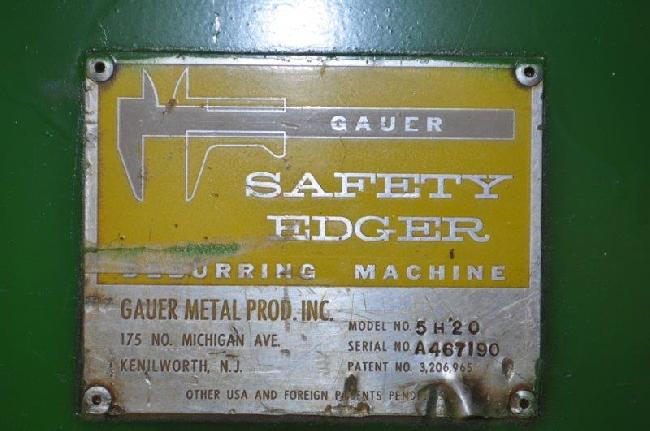 GAUER
SAFETY
EDGER
DEBURRING MACHINE
GAUER METAL PROD. INC.
175 NO. MICHIGAN AVE.
KENILWORTH, N.J.
MODEL NO. 5H20
SERIAL NO. A467190
PATENT NO. 3,206,965
OTHER USA AND FOREIGN PATENTS PENDING